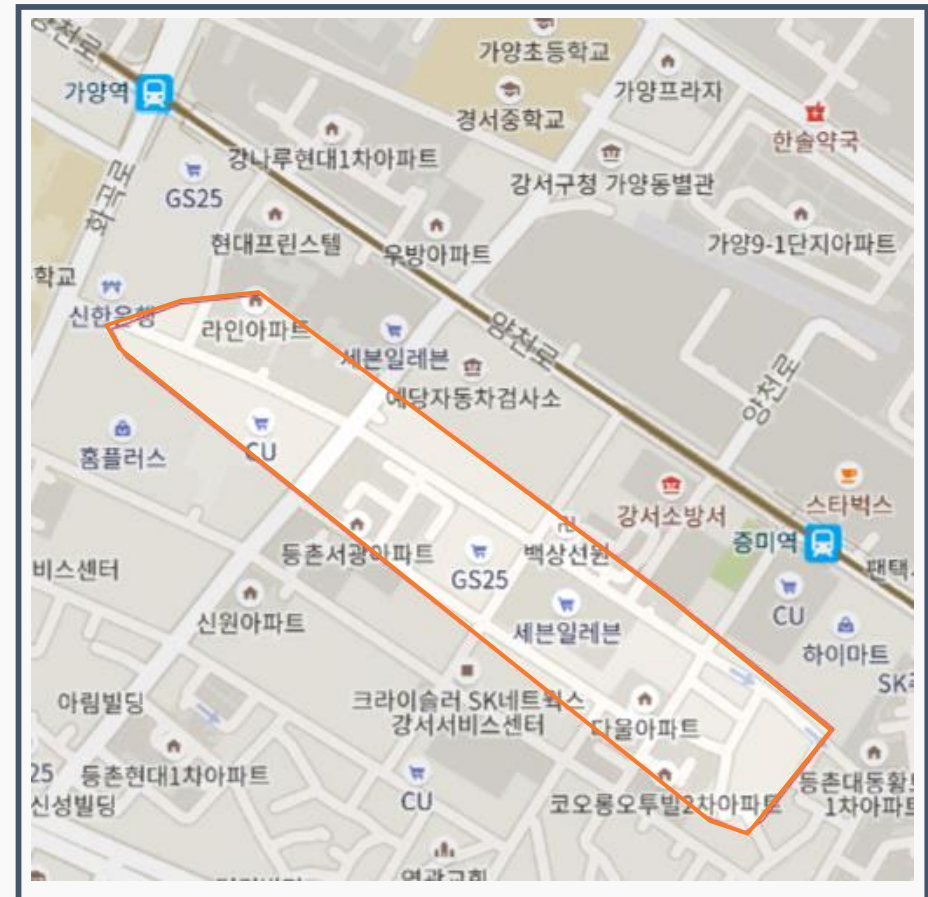 양천로
가양역
화곡로
가양초등학교
경서중학교
가양프라자
한솔약국
강나루현대1차아파트
GS25
강서구청 가양동별관
현대프린스텔
우방아파트
가양9-1단지아파트
학교
신한은행
라인아파트
세븐일레븐
양천로
예당자동차검사소
양천로
홈플러스
CU
강서소방서
스타벅스
증미역
등촌서광아파트
백상선원
비스센터
GS25
팬택
CU
신원아파트
세븐일레븐
하이마트
SK
아림빌딩
크라이슬러 SK네트웍스
강서서비스센터
다물아파트
25
등촌현대1차아파트
신성빌딩
CU
코오롱오투빌2차아파트
등촌대동황
1차아파트
영광교회